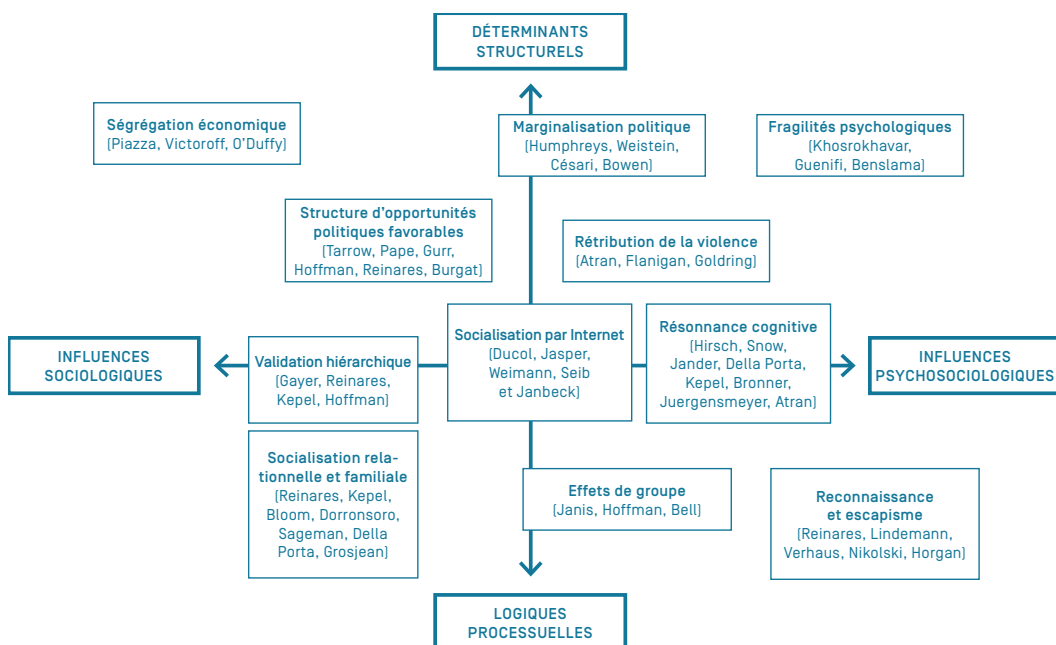 DÉTERMINANTS
STRUCTURELS
Ségrégation économique
(Piazza, Victoroff, O'Duffy)
Marginalisation politique
(Humphreys, Weistein,
Césari, Bowen)
Fragilités psychologiques
(Khosrokhavar,
Guenifi, Benslama)
Structure d'opportunités
politiques favorables
(Tarrow, Pape, Gurr,
Hoffman, Reinares, Burgat)
Rétribution de la violence
(Atran, Flanigan, Goldring)
INFLUENCES
SOCIOLOGIQUES
Validation hiérarchique
(Gayer, Reinares,
Kepel, Hoffman)
Socialisation par Internet
(Ducol, Jasper,
Weimann, Seib
et Janbeck)
Résonnance cognitive
(Hirsch, Snow,
Jander, Della Porta,
Kepel, Bronner,
Juergensmeyer, Atran)
INFLUENCES
PSYCHOSOCIOLOGIQUES
Socialisation rela-
tionnelle et familiale
(Reinares, Kepel,
Bloom, Dorronsoro,
Sageman, Della
Porta, Grosjean)
Effets de groupe
(Janis, Hoffman, Bell)
Reconnaissance
et escapisme
(Reinares, Lindemann,
Verhaus, Nikolski, Horgan)
LOGIQUES
PROCESSUELLES